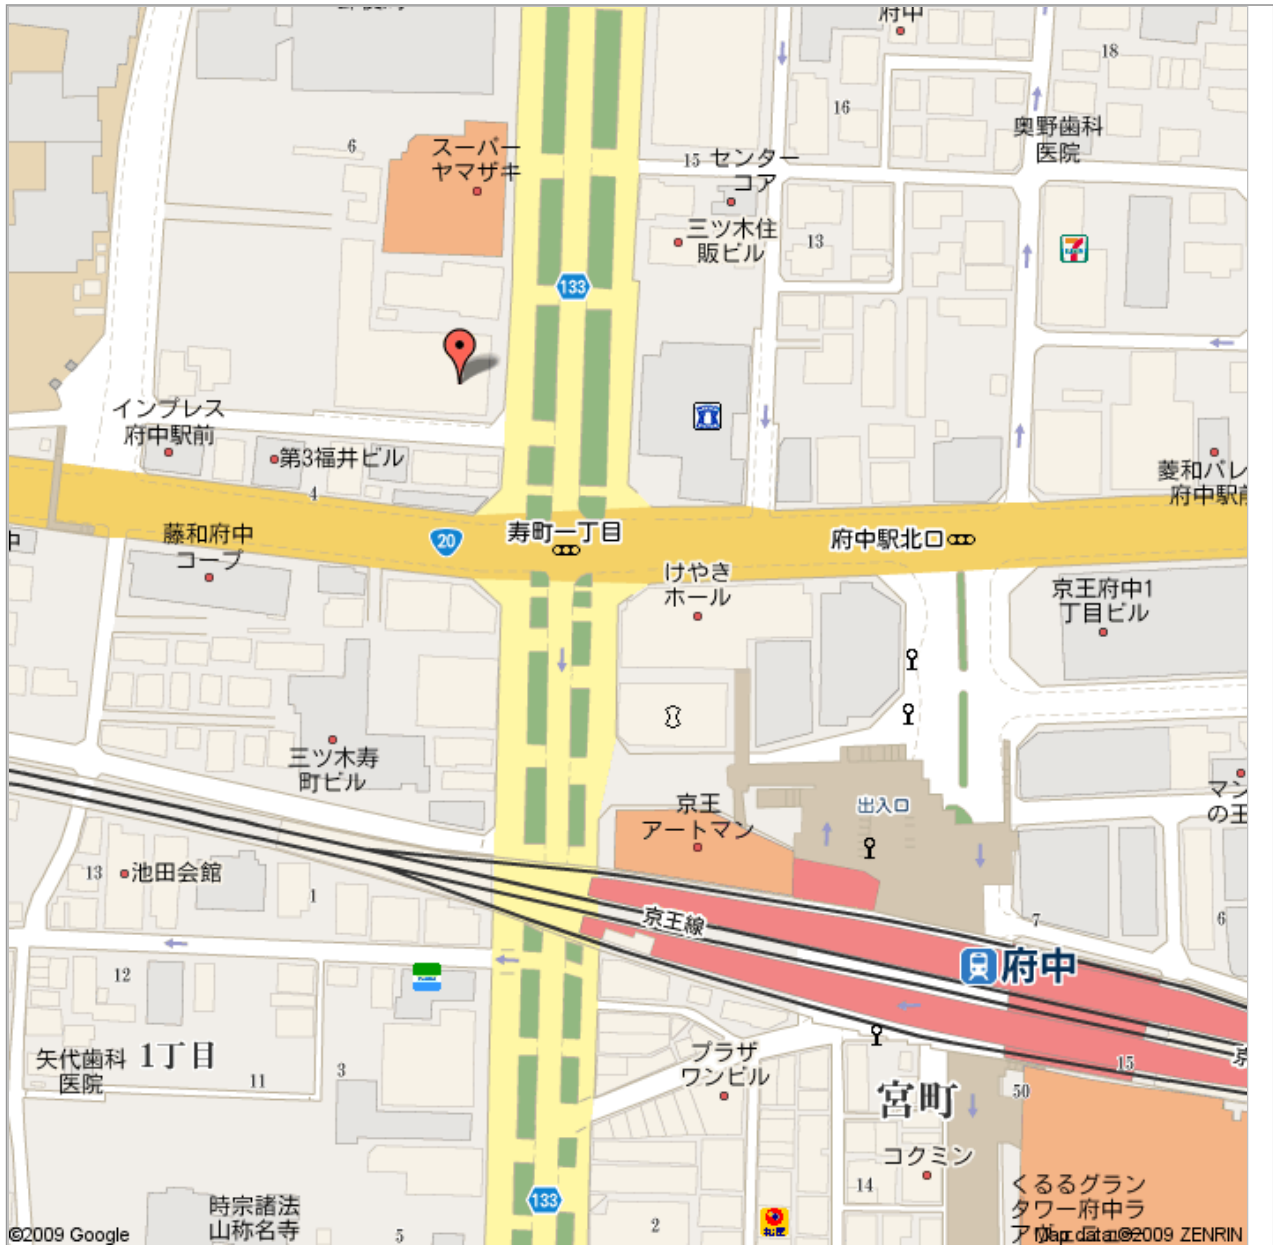 府中
18
16
奥野歯科
医院
6
スーパー
ヤマザキ
15
センター
コア
三ツ木住
販ビル
13
133
インプレス
府中駅前
第3福井ビル
4
菱和パレ
府中駅前
藤和府中
コープ
20
寿町一丁目
府中駅北口
中
けやき
ホール
京王府中1
丁目ビル
三ツ木寿
町ビル
マン
の王
京王
アートマン
出入口
13
池田会館
1
7
6
京王線
府中
12
矢代歯科
医院
1丁目
11
3
プラザ
ワンビル
京
15
50
宮町
コクミン
14
くるるグラン
タワー府中ラ
133
時宗諸法
山称名寺
5
2
松屋
©2009 Google
Map data ©2009 ZENRIN